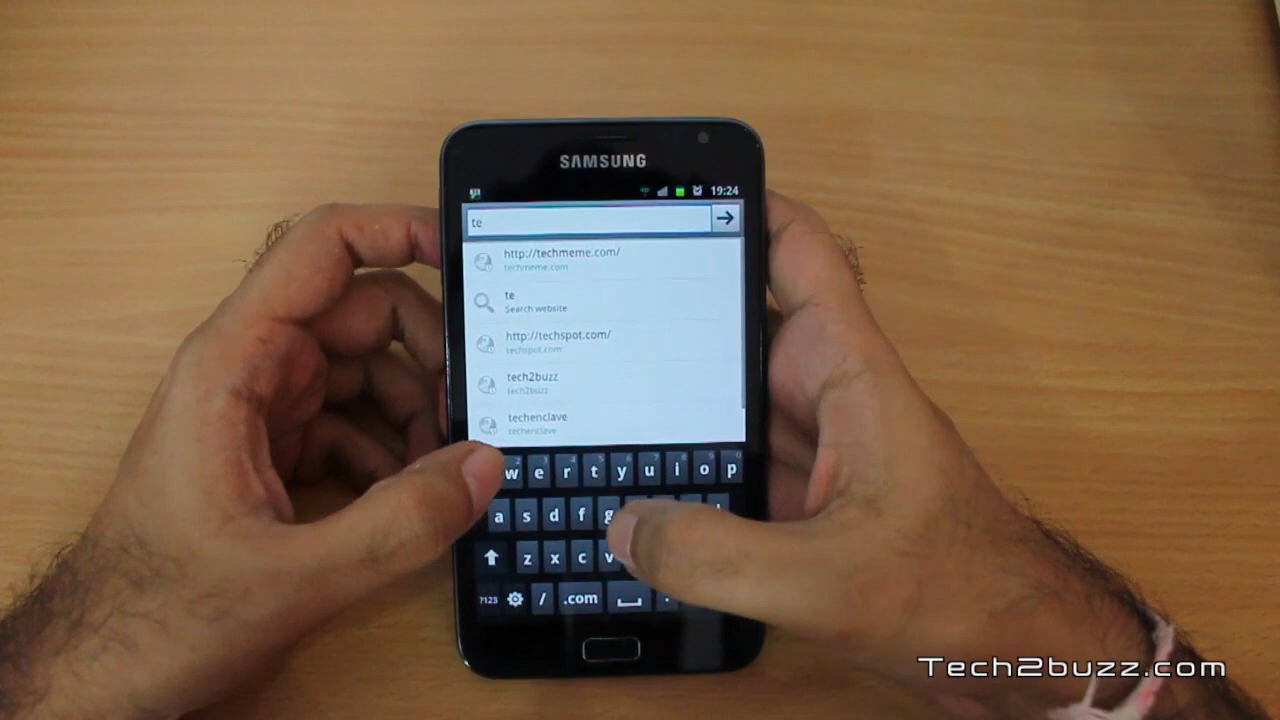 SAMSUNG
19:24
te
http://techmeme.com/
techmeme.com
te
Search website
http://techspot.com/
techspot.com
tech2buzz
tech2buzz
techenclave
techenclave
w e r t y u i o p
a s d f g
z x c v
?123 / .com
Tech2buzz.com